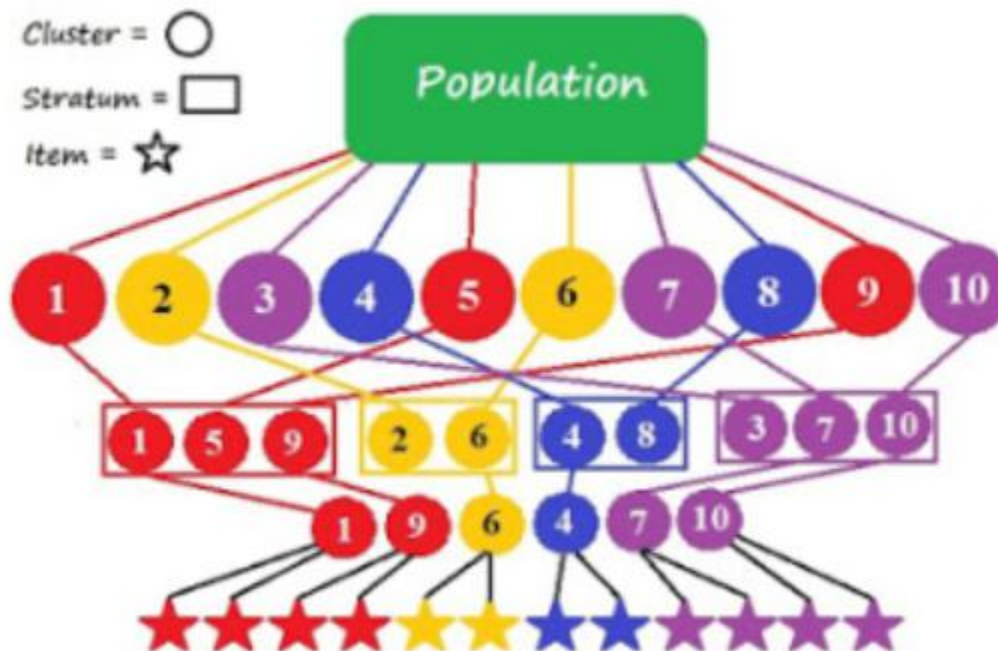 Cluster =
Stratum =
Item =
Population
1 2 3 4 5 6 7 8 9 10
1 5 9 2 6 4 8 3 7 10
1 9 6 4 7 10